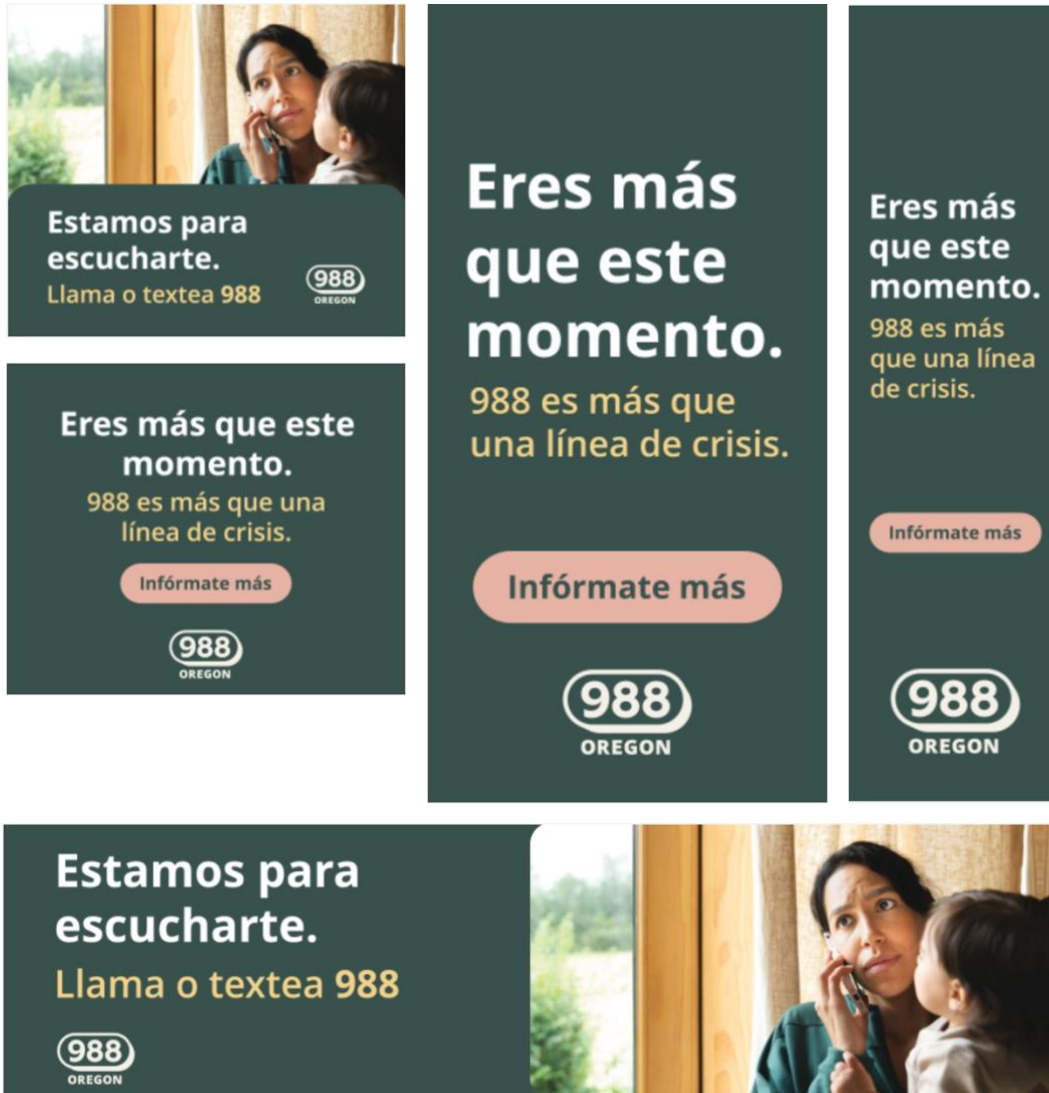 Estamos para
escucharte.
Llama o textea 988
988
OREGON
Eres más que este
momento.
988 es más que una
línea de crisis.
Infórmate más
988
OREGON
Eres más
que este
momento.
988 es más que
una línea de crisis.
Infórmate más
988
OREGON
Eres más
que este
momento.
988 es más
que una línea
de crisis.
Infórmate más
988
OREGON
Estamos para
escucharte.
Llama o textea 988
988
OREGON